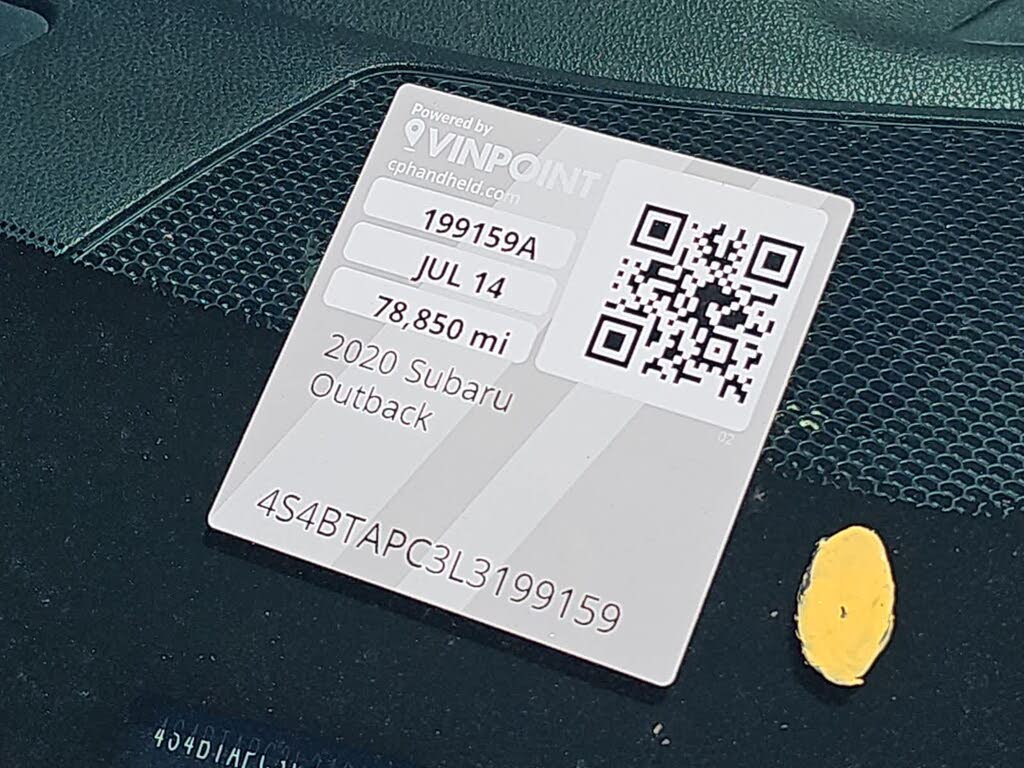 Powered by
VINPOINT
cphandheld.com
199159A
JUL 14
78,850 mi
2020 Subaru
Outback
02
4S4BTAPC3L3199159